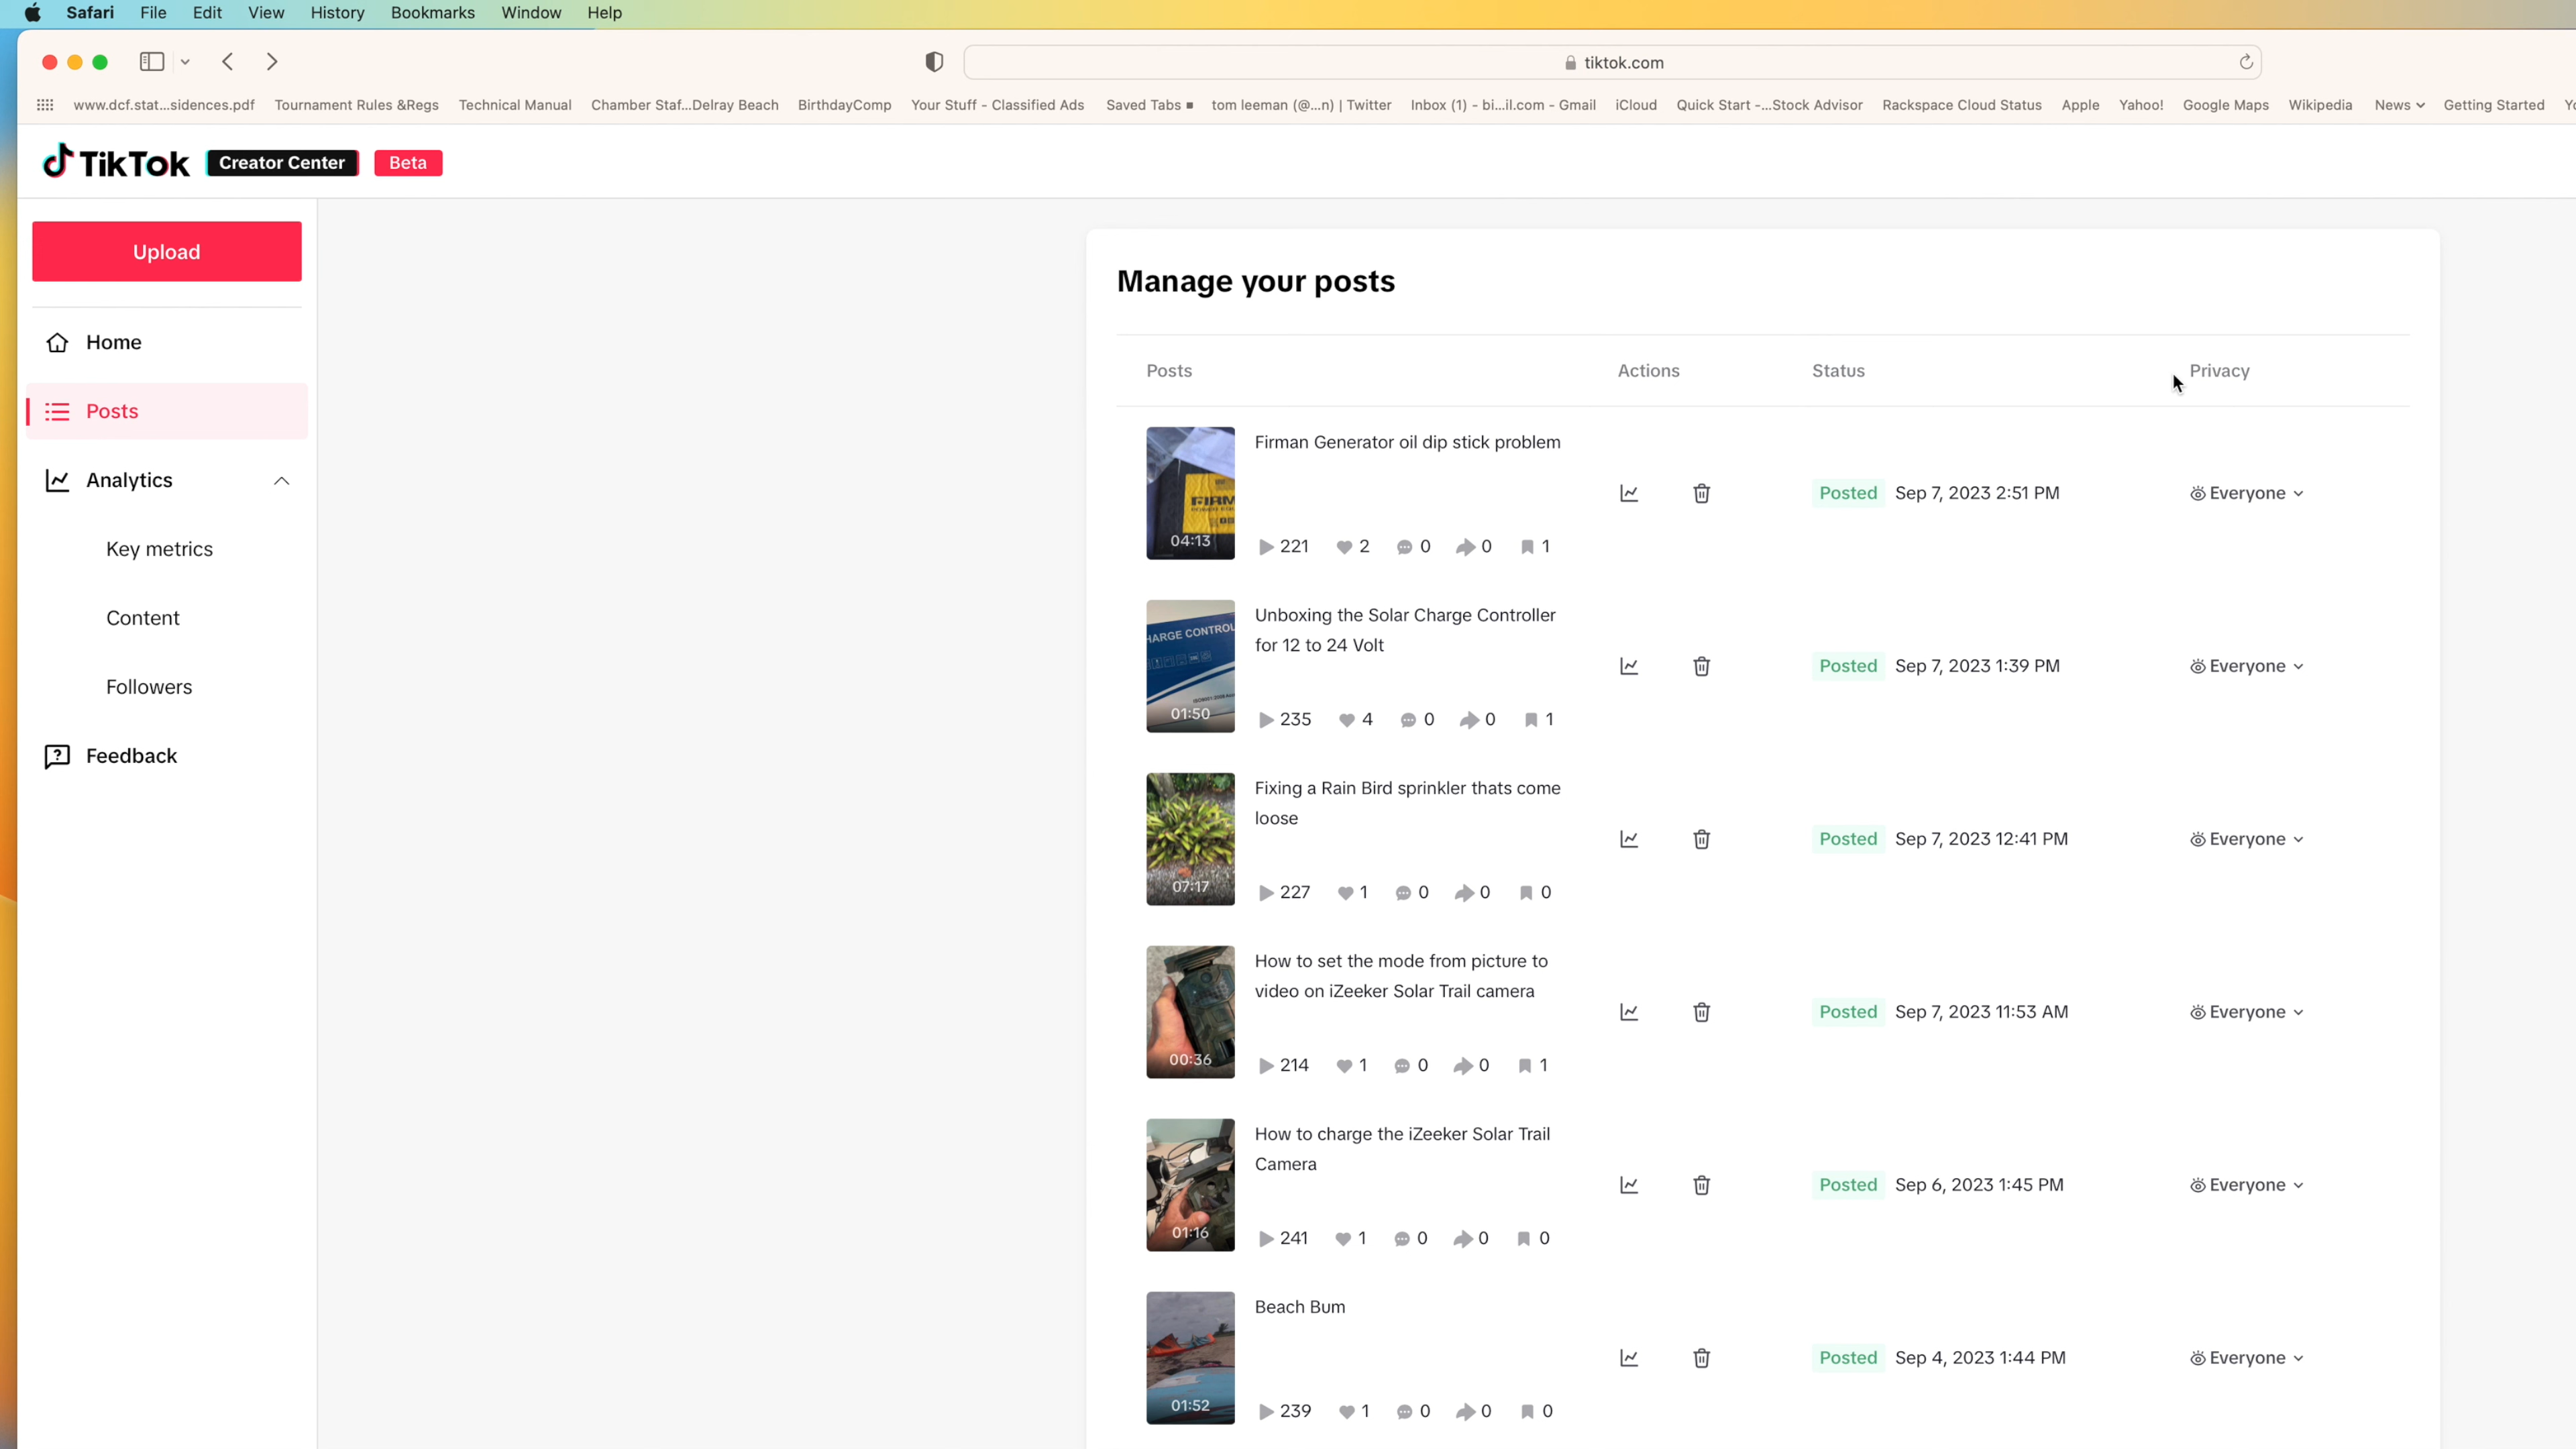 Safari File Edit View History Bookmarks Window Help
tiktok.com
www.dcf.stat...sidences.pdf Tournament Rules &Regs Technical Manual Chamber Staf...Delray Beach BirthdayComp Your Stuff - Classified Ads Saved Tabs tom leeman (@...n) | Twitter Inbox (1) - bi...il.com - Gmail iCloud Quick Start -...Stock Advisor Rackspace Cloud Status Apple Yahoo! Google Maps Wikipedia News Getting Started
TikTok Creator Center Beta
Upload
Home
Posts
Analytics
Key metrics
Content
Followers
Feedback
Manage your posts
Posts Actions Status Privacy
Firman Generator oil dip stick problem
FIRM
04:13
221 2 0 0 1
Posted Sep 7, 2023 2:51 PM Everyone
Unboxing the Solar Charge Controller
for 12 to 24 Volt
HARGE CONTROL
01:50
235 4 0 0 1
Posted Sep 7, 2023 1:39 PM Everyone
Fixing a Rain Bird sprinkler thats come
loose
07:17
227 1 0 0 0
Posted Sep 7, 2023 12:41 PM Everyone
How to set the mode from picture to
video on iZeeker Solar Trail camera
00:36
214 1 0 0 1
Posted Sep 7, 2023 11:53 AM Everyone
How to charge the iZeeker Solar Trail
Camera
01:16
241 1 0 0 0
Posted Sep 6, 2023 1:45 PM Everyone
Beach Bum
01:52
239 1 0 0 0
Posted Sep 4, 2023 1:44 PM Everyone